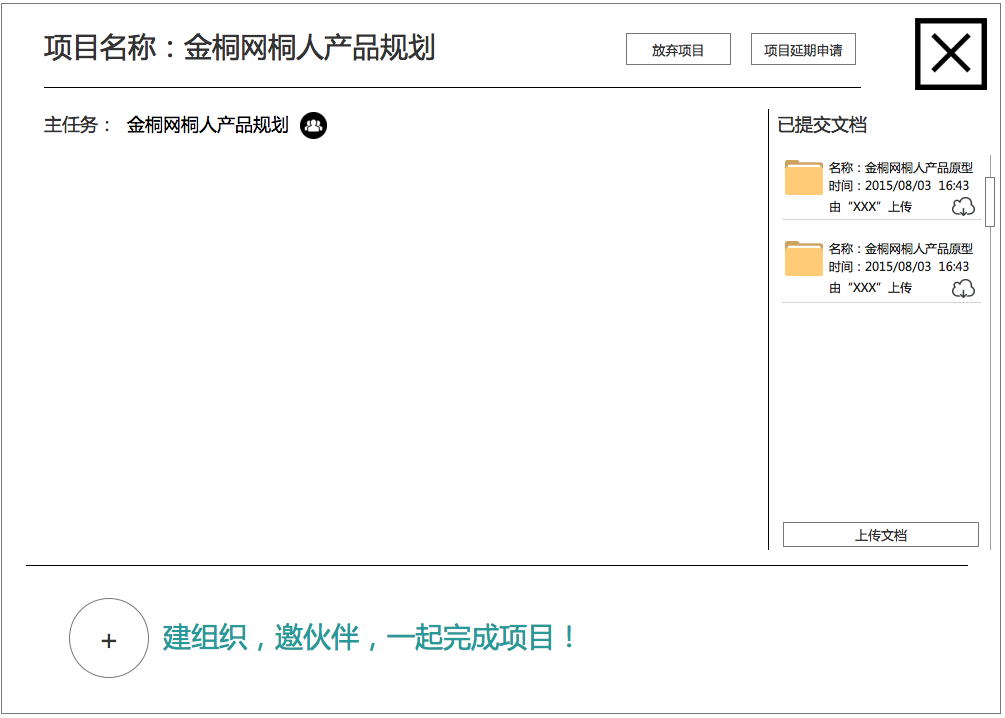 项目名称：金桐网桐人产品规划
放弃项目
项目延期申请
主任务： 金桐网桐人产品规划
已提交文档
名称：金桐网桐人产品原型
时间：2015/08/03 16:43
由“XXX”上传
名称：金桐网桐人产品原型
时间：2015/08/03 16:43
由“XXX”上传
上传文档
+
建组织，邀伙伴，一起完成项目！